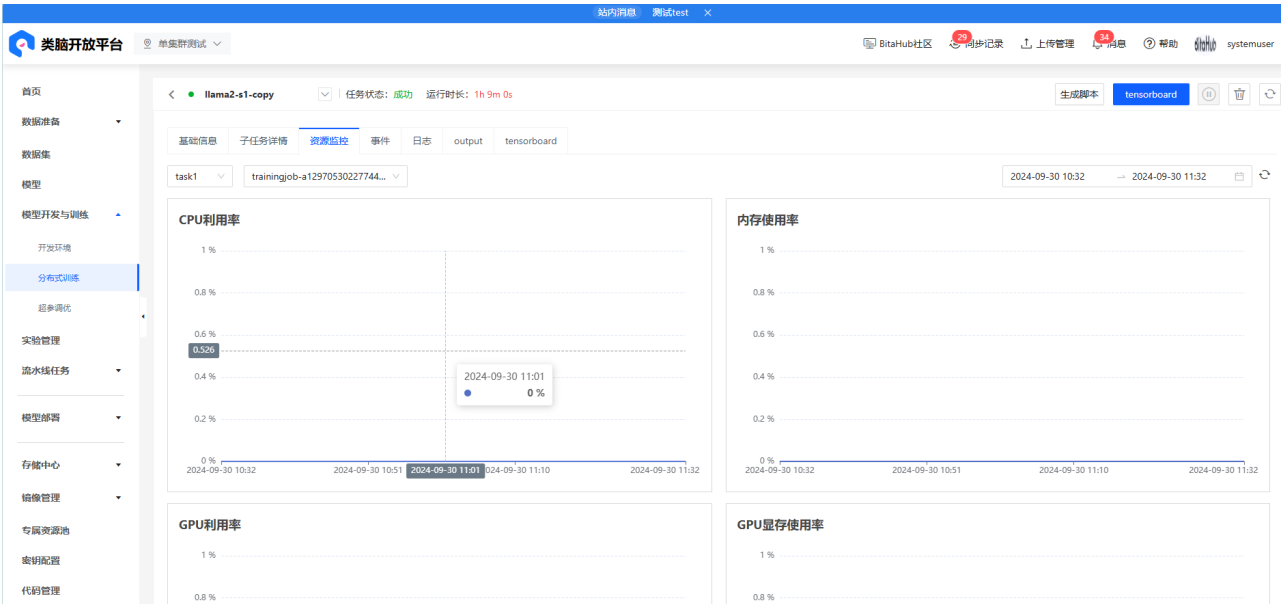 站内消息 测试test ×
类脑开放平台 单集群测试 BitaHub社区 29 同步记录 上传管理 34 消息 帮助 BitaHub systemuser
首页
数据准备
数据集
模型
模型开发与训练
开发环境
分布式训练
超参调优
实验管理
流水线任务
模型部署
存储中心
镜像管理
专属资源池
密钥配置
代码管理
llama2-s1-copy 任务状态: 成功 运行时长: 1h 9m 0s 生成脚本 tensorboard
基础信息 子任务详情 资源监控 事件 日志 output tensorboard
task1 trainingjob-a12970530227744... 2024-09-30 10:32 → 2024-09-30 11:32
CPU利用率
1 %
0.8 %
0.6 %
0.526
0.4 %
2024-09-30 11:01
0 %
0.2 %
0 %
2024-09-30 10:32 2024-09-30 10:51 2024-09-30 11:01 024-09-30 11:10 2024-09-30 11:32
内存使用率
1 %
0.8 %
0.6 %
0.4 %
0.2 %
0 %
2024-09-30 10:32 2024-09-30 10:51 2024-09-30 11:10 2024-09-30 11:32
GPU利用率
1 %
0.8 %
GPU显存使用率
1 %
0.8 %